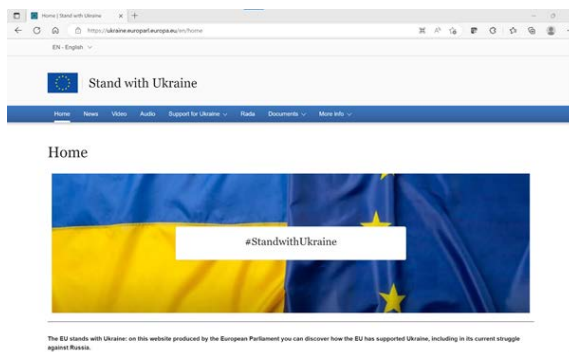 Home | Stand with Ukraine
https://ukraine.europarl.europa.eu/en/home
EN - English
Stand with Ukraine
Home News Video Audio Support for Ukraine Rada Documents More info
Home
#StandwithUkraine
The EU stands with Ukraine: on this website produced by the European Parliament you can discover how the EU has supported Ukraine, including in its current struggle
against Russia.